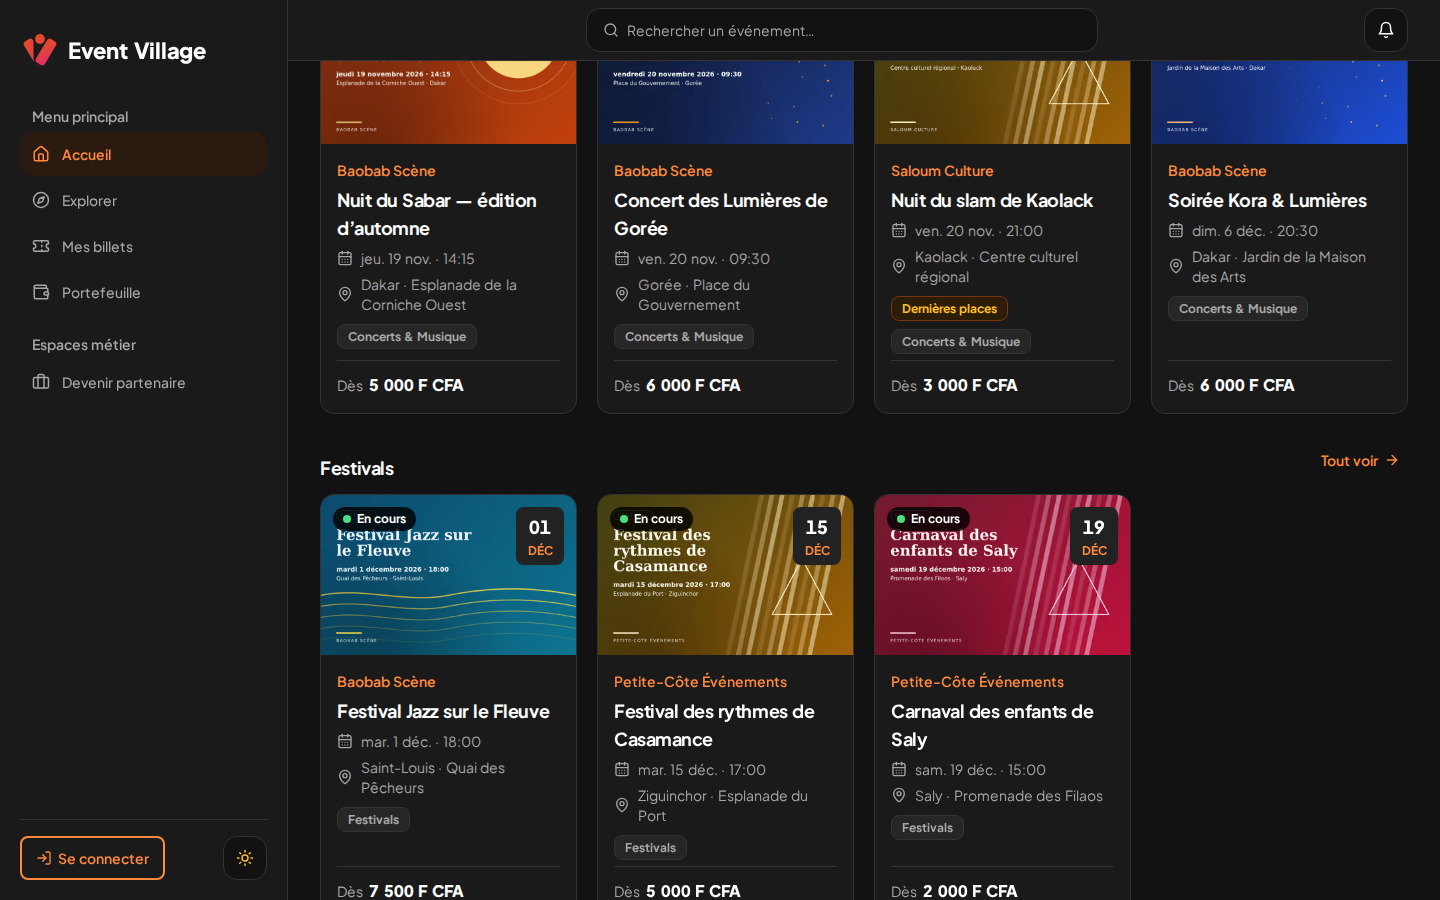 Event Village
Rechercher un événement...
Menu principal
Accueil
Explorer
Mes billets
Portefeuille
Espaces métier
Devenir partenaire
Se connecter
jeudi 19 novembre 2026 · 14:15
Esplanade de la Corniche Ouest · Dakar
BAOBAB SCÈNE
Baobab Scène
Nuit du Sabar — édition
d’automne
jeu. 19 nov. · 14:15
Dakar · Esplanade de la
Corniche Ouest
Concerts & Musique
Dès 5 000 F CFA
vendredi 20 novembre 2026 · 09:30
Place du Gouvernement · Gorée
BAOBAB SCÈNE
Baobab Scène
Concert des Lumières de
Gorée
ven. 20 nov. · 09:30
Gorée · Place du
Gouvernement
Concerts & Musique
Dès 6 000 F CFA
Centre culturel régional · Kaolack
SALOUM CULTURE
Saloum Culture
Nuit du slam de Kaolack
ven. 20 nov. · 21:00
Kaolack · Centre culturel
régional
Dernières places
Concerts & Musique
Dès 3 000 F CFA
Jardin de la Maison des Arts · Dakar
BAOBAB SCÈNE
Baobab Scène
Soirée Kora & Lumières
dim. 6 déc. · 20:30
Dakar · Jardin de la Maison
des Arts
Concerts & Musique
Dès 6 000 F CFA
Festivals
Tout voir
En cours
01
DÉC
Festival Jazz sur
le Fleuve
mardi 1 décembre 2026 · 18:00
Quai des Pêcheurs · Saint-Louis
BAOBAB SCÈNE
Baobab Scène
Festival Jazz sur le Fleuve
mar. 1 déc. · 18:00
Saint-Louis · Quai des
Pêcheurs
Festivals
Dès 7 500 F CFA
En cours
15
DÉC
Festival des
rythmes de
Casamance
mardi 15 décembre 2026 · 17:00
Esplanade du Port · Ziguinchor
PETITE-CÔTE ÉVÉNEMENTS
Petite-Côte Événements
Festival des rythmes de
Casamance
mar. 15 déc. · 17:00
Ziguinchor · Esplanade du
Port
Festivals
Dès 5 000 F CFA
En cours
19
DÉC
Carnaval des
enfants de Saly
samedi 19 décembre 2026 · 15:00
Promenade des Filaos · Saly
PETITE-CÔTE ÉVÉNEMENTS
Petite-Côte Événements
Carnaval des enfants de
Saly
sam. 19 déc. · 15:00
Saly · Promenade des Filaos
Festivals
Dès 2 000 F CFA